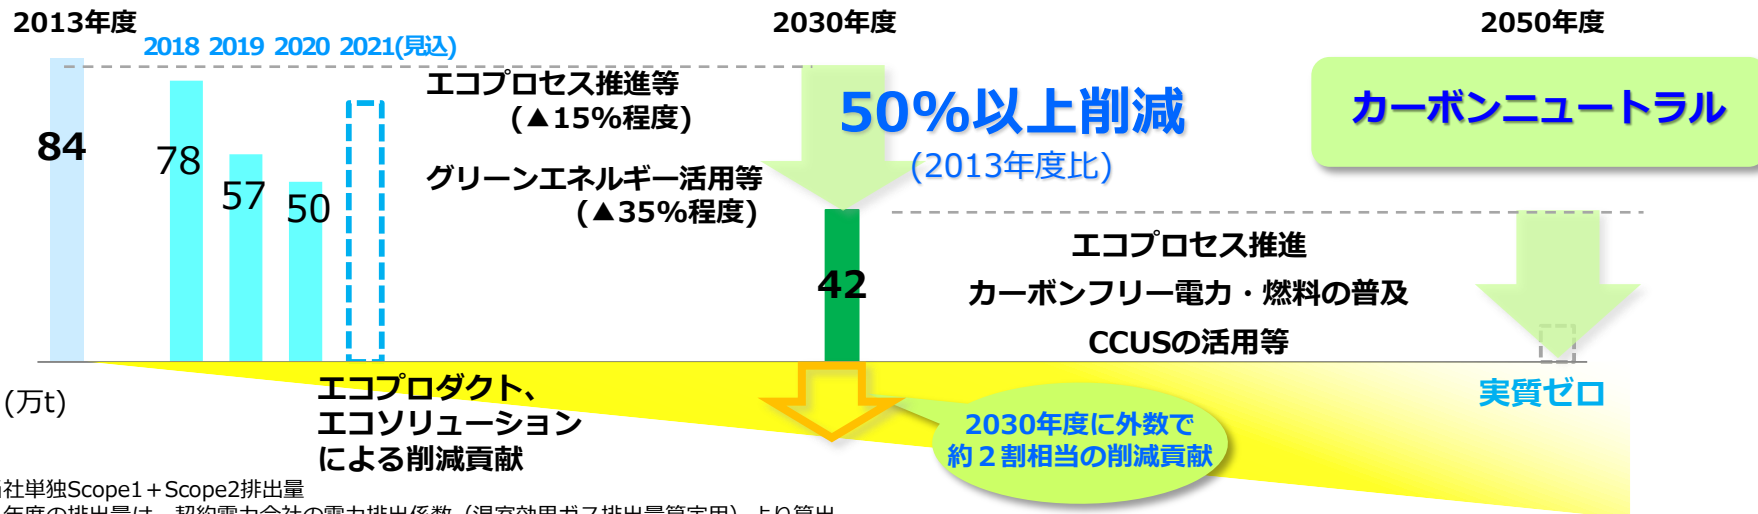 2013年度
2030年度
2050年度
2018 2019 2020 2021(見込)
エコプロセス推進等
(▲15%程度)
50%以上削減
カーボンニュートラル
84
78
57
50
(2013年度比)
グリーンエネルギー活用等
(▲35%程度)
エコプロセス推進
42
カーボンフリー電力・燃料の普及
CCUSの活用等
(万t)
エコプロダクト、
エコソリューション
による削減貢献
実質ゼロ
2030年度に外数で
約２割相当の削減貢献
社単独Scope1＋Scope2排出量